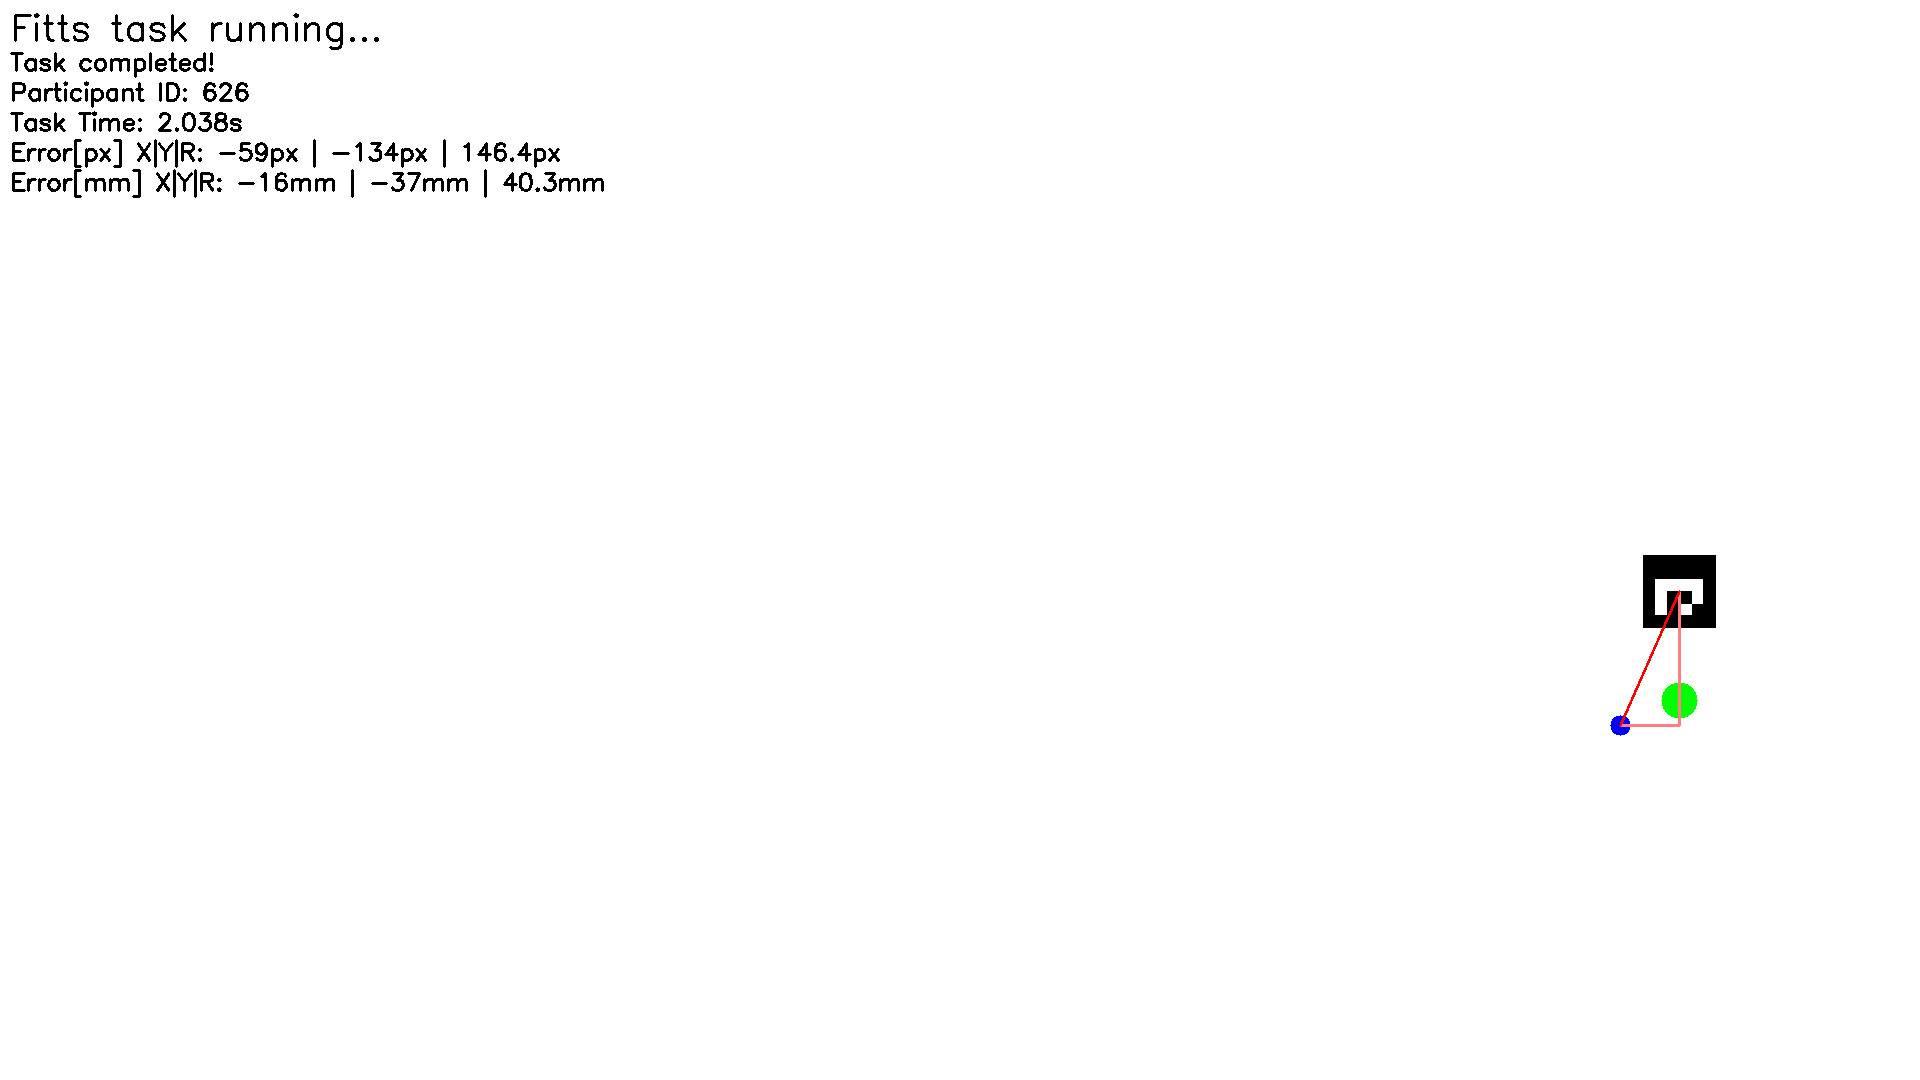 Fitts task running...
Task completed!
Participant ID: 626
Task Time: 2.038s
Error[px] X|Y|R: -59px | -134px | 146.4px
Error[mm] X|Y|R: -16mm | -37mm | 40.3mm